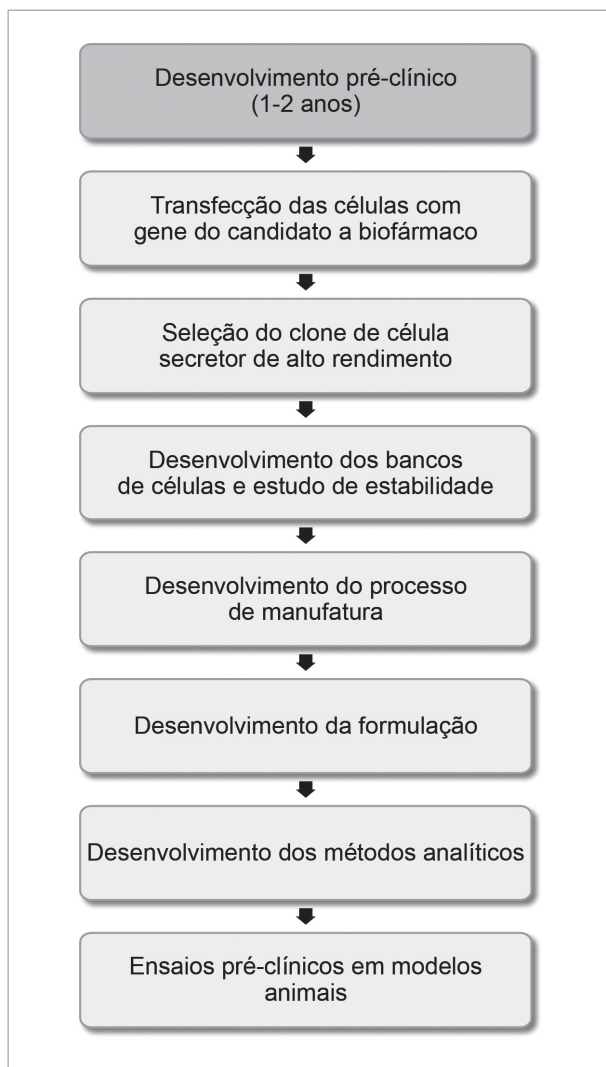 Desenvolvimento pré-clínico
(1-2 anos)
Transfecção das células com
gene do candidato a biofármaco
Seleção do clone de célula
secretor de alto rendimento
Desenvolvimento dos bancos
de células e estudo de estabilidade
Desenvolvimento do processo
de manufatura
Desenvolvimento da formulação
Desenvolvimento dos métodos analíticos
Ensaios pré-clínicos em modelos
animais